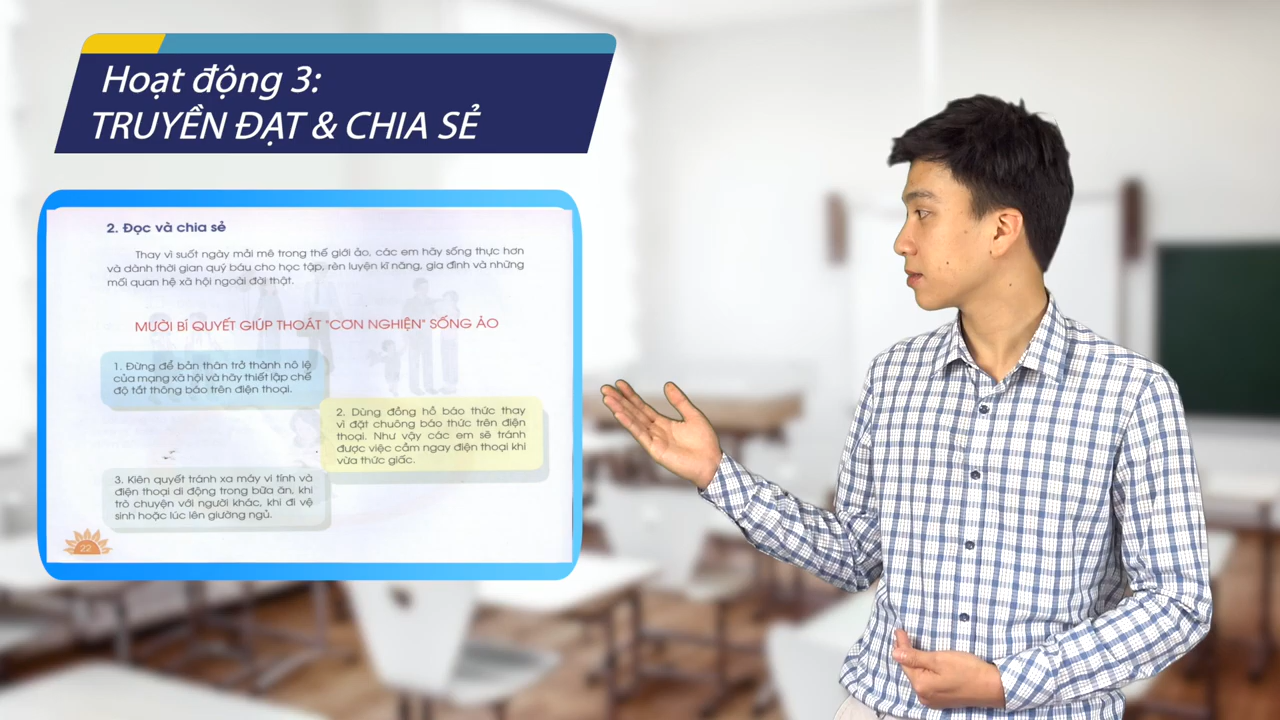 Hoạt động 3:
TRUYỀN ĐẠT & CHIA SẺ
2. Đọc và chia sẻ
Thay vì suốt ngày mải mê trong thế giới ảo, các em hãy sống thực hơn
và dành thời gian quý báu cho học tập, rèn luyện kĩ năng, gia đình và những
mối quan hệ xã hội ngoài đời thật.
MƯỜI BÍ QUYẾT GIÚP THOÁT "CƠN NGHIỆN" SỐNG ẢO
1. Đừng để bản thân trở thành nô lệ
của mạng xã hội và hãy thiết lập chế
độ tắt thông báo trên điện thoại.
2. Dùng đồng hồ báo thức thay
vì đặt chuông báo thức trên điện
thoại. Như vậy các em sẽ tránh
được việc cầm ngay điện thoại khi
vừa thức giấc.
3. Kiên quyết tránh xa máy vi tính và
điện thoại di động trong bữa ăn, khi
trò chuyện với người khác, khi đi vệ
sinh hoặc lúc lên giường ngủ.
22